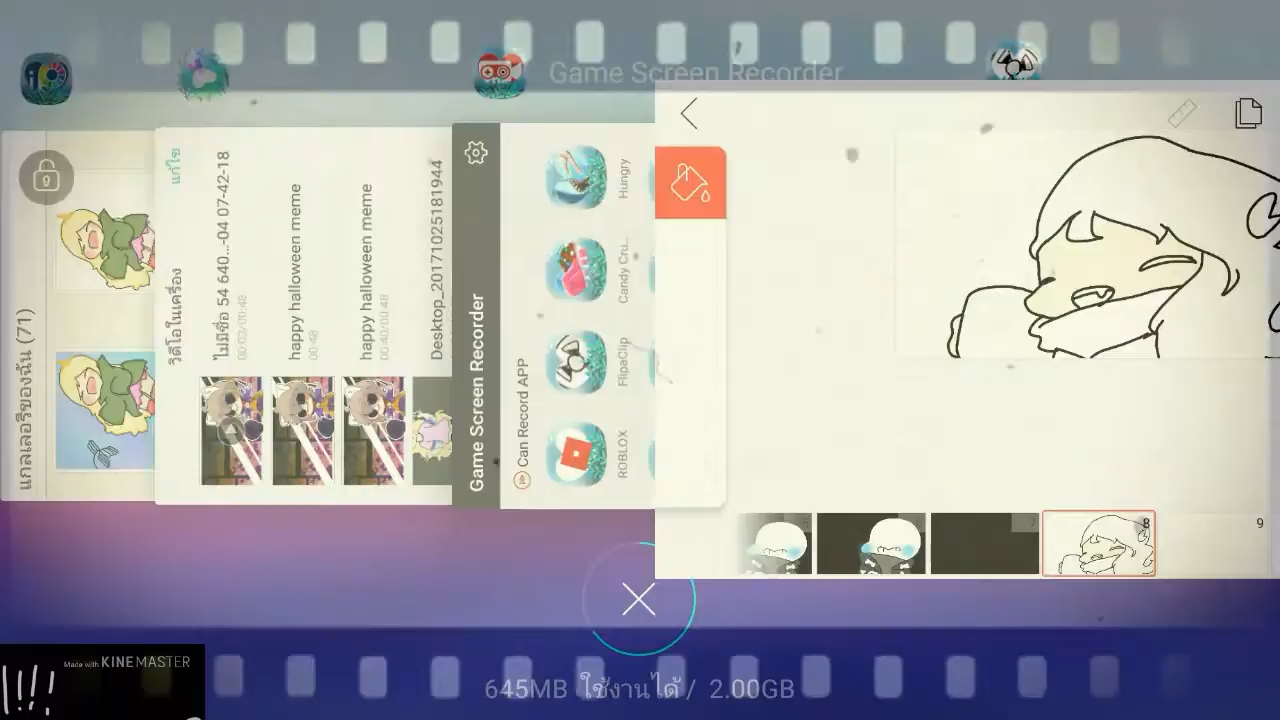 Game Screen Recorder
แกลเลอรีของฉัน (71)
แก้ไข
วิดีโอในเครื่อง
ไม่มีชื่อ 54 640...-04 07-42-18
00:03/00:48
happy halloween meme
00:48
happy halloween meme
00:40/00:48
Desktop_20171025181944
Game Screen Recorder
Can Record APP
Hungry
Candy Cru...
FlipaClip
ROBLOX
7
8
9
Made with KINEMASTER
!!!!
645MB ใช้งานได้ / 2.00GB